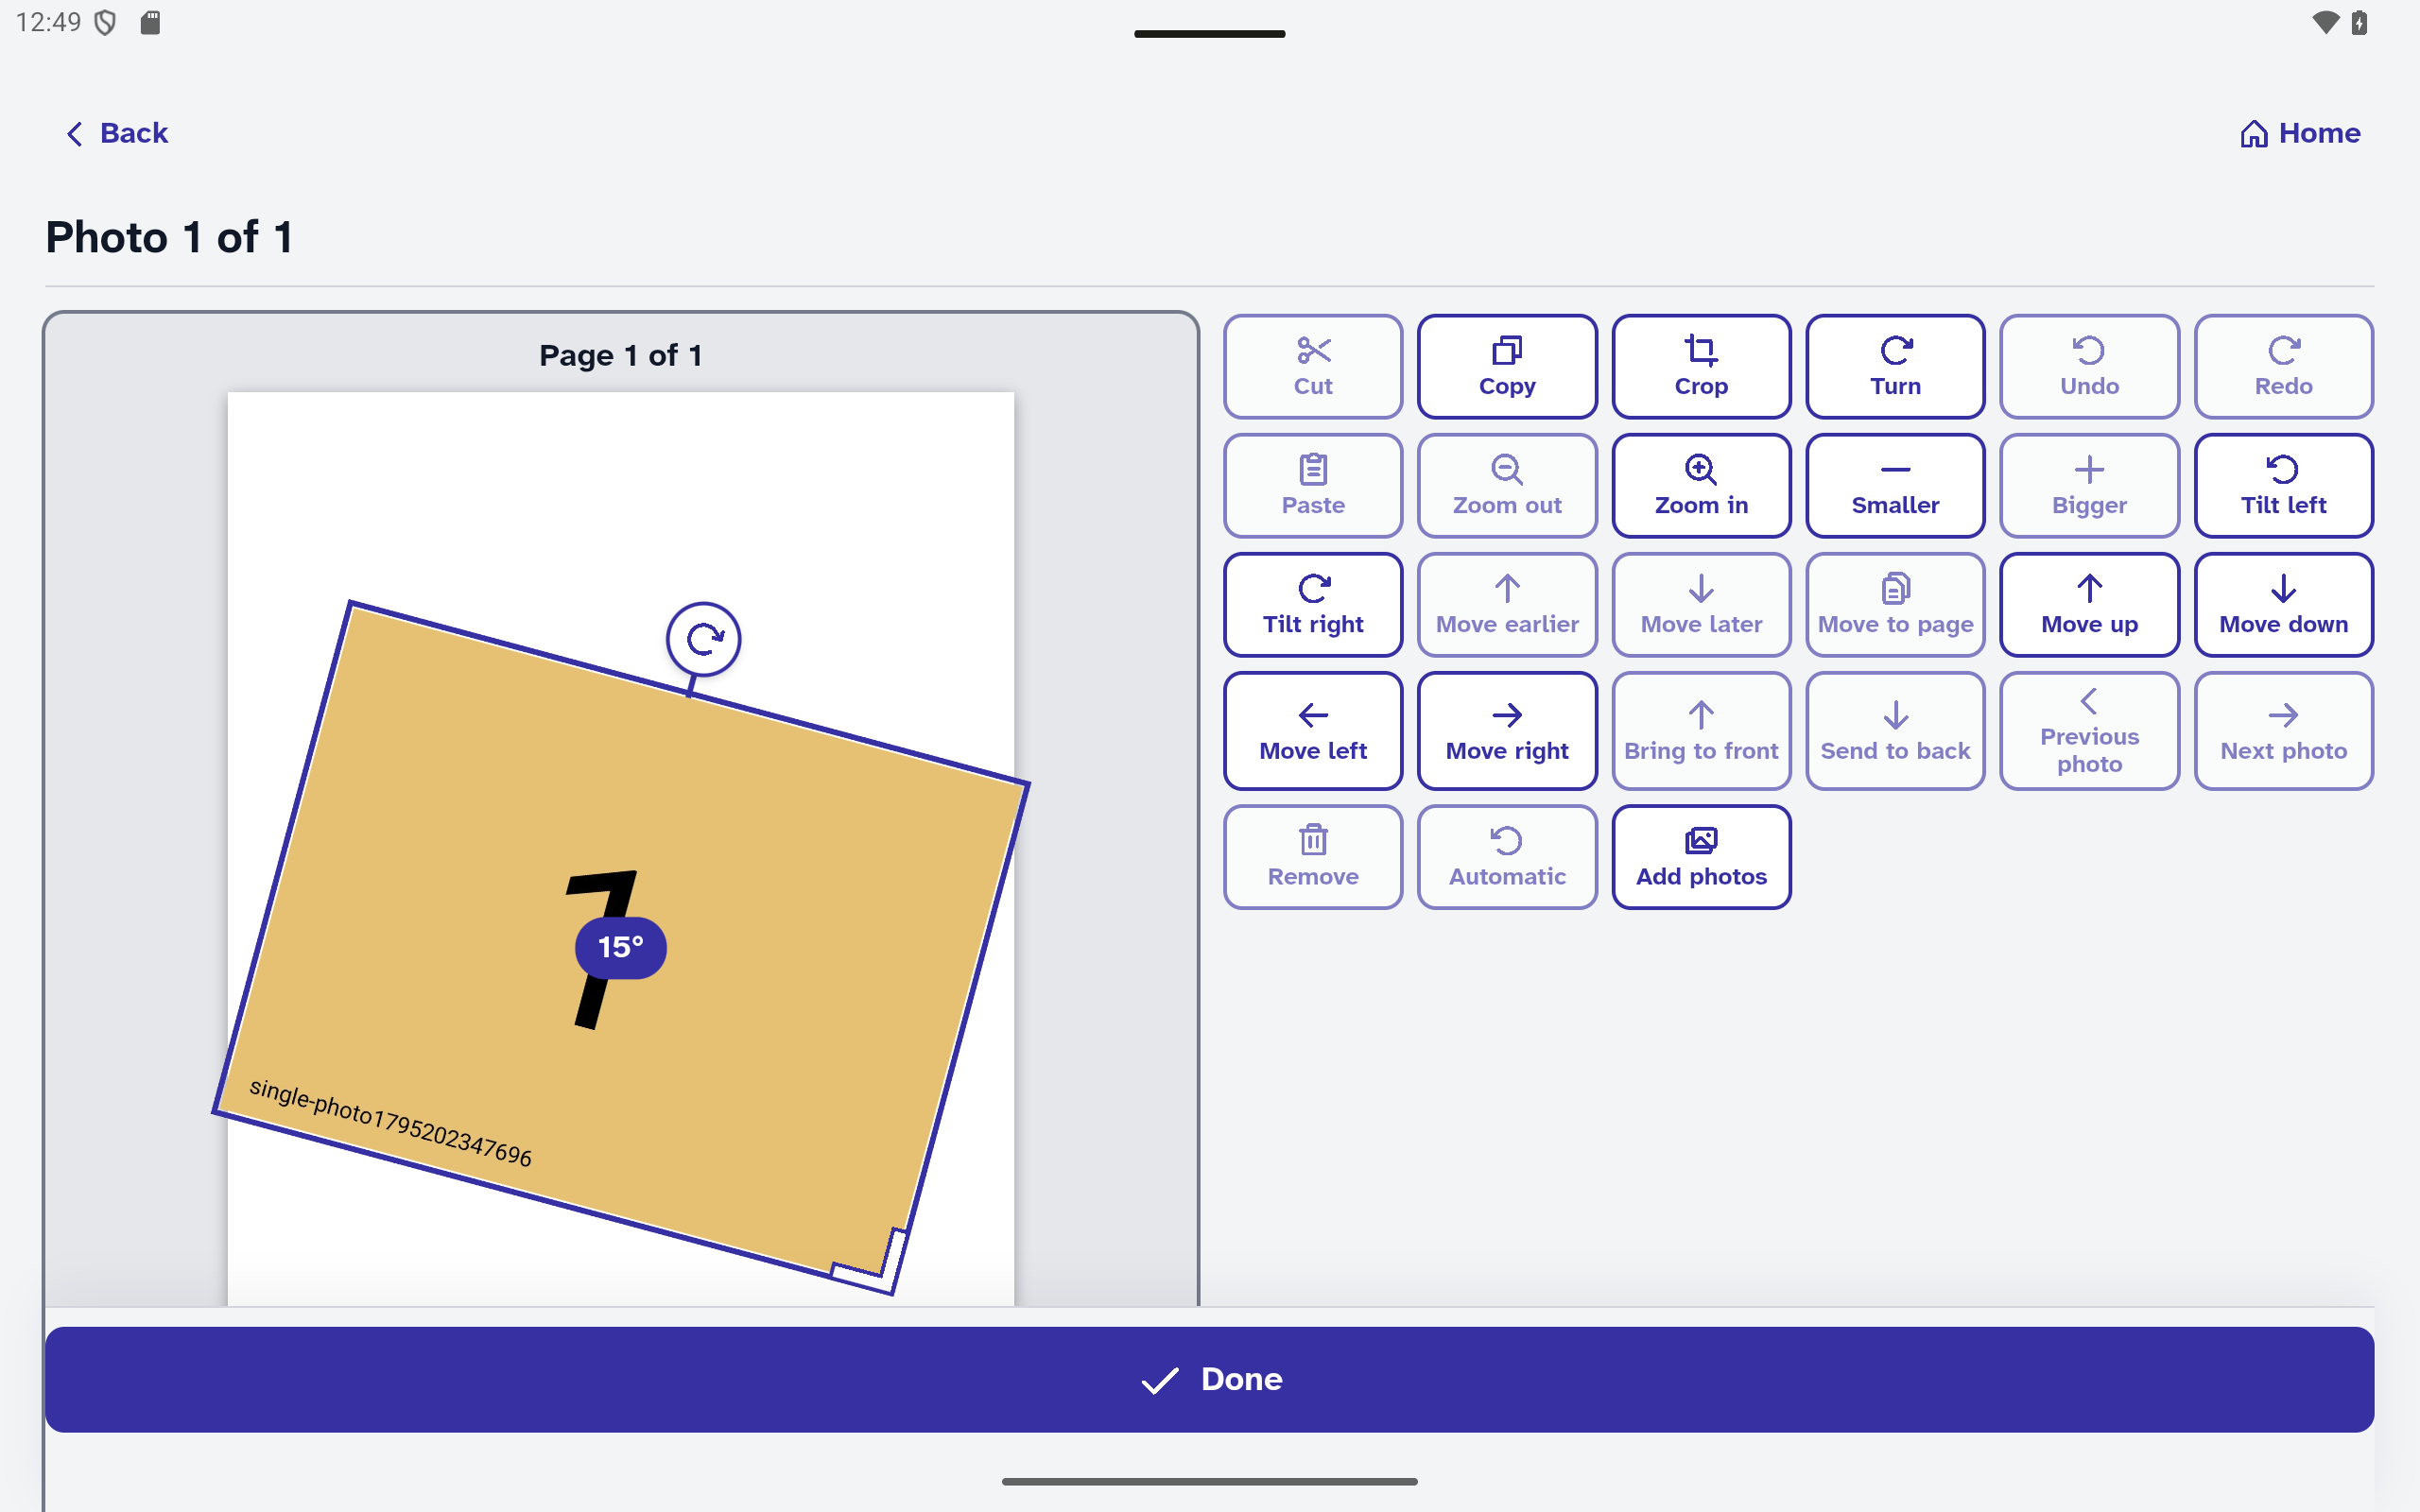 12:49
Back
Home
Photo 1 of 1
Page 1 of 1
1
15°
single-photo1795202347696
Cut
Copy
Crop
Turn
Undo
Redo
Paste
Zoom out
Zoom in
Smaller
Bigger
Tilt left
Tilt right
Move earlier
Move later
Move to page
Move up
Move down
Move left
Move right
Bring to front
Send to back
Previous
photo
Next photo
Remove
Automatic
Add photos
Done